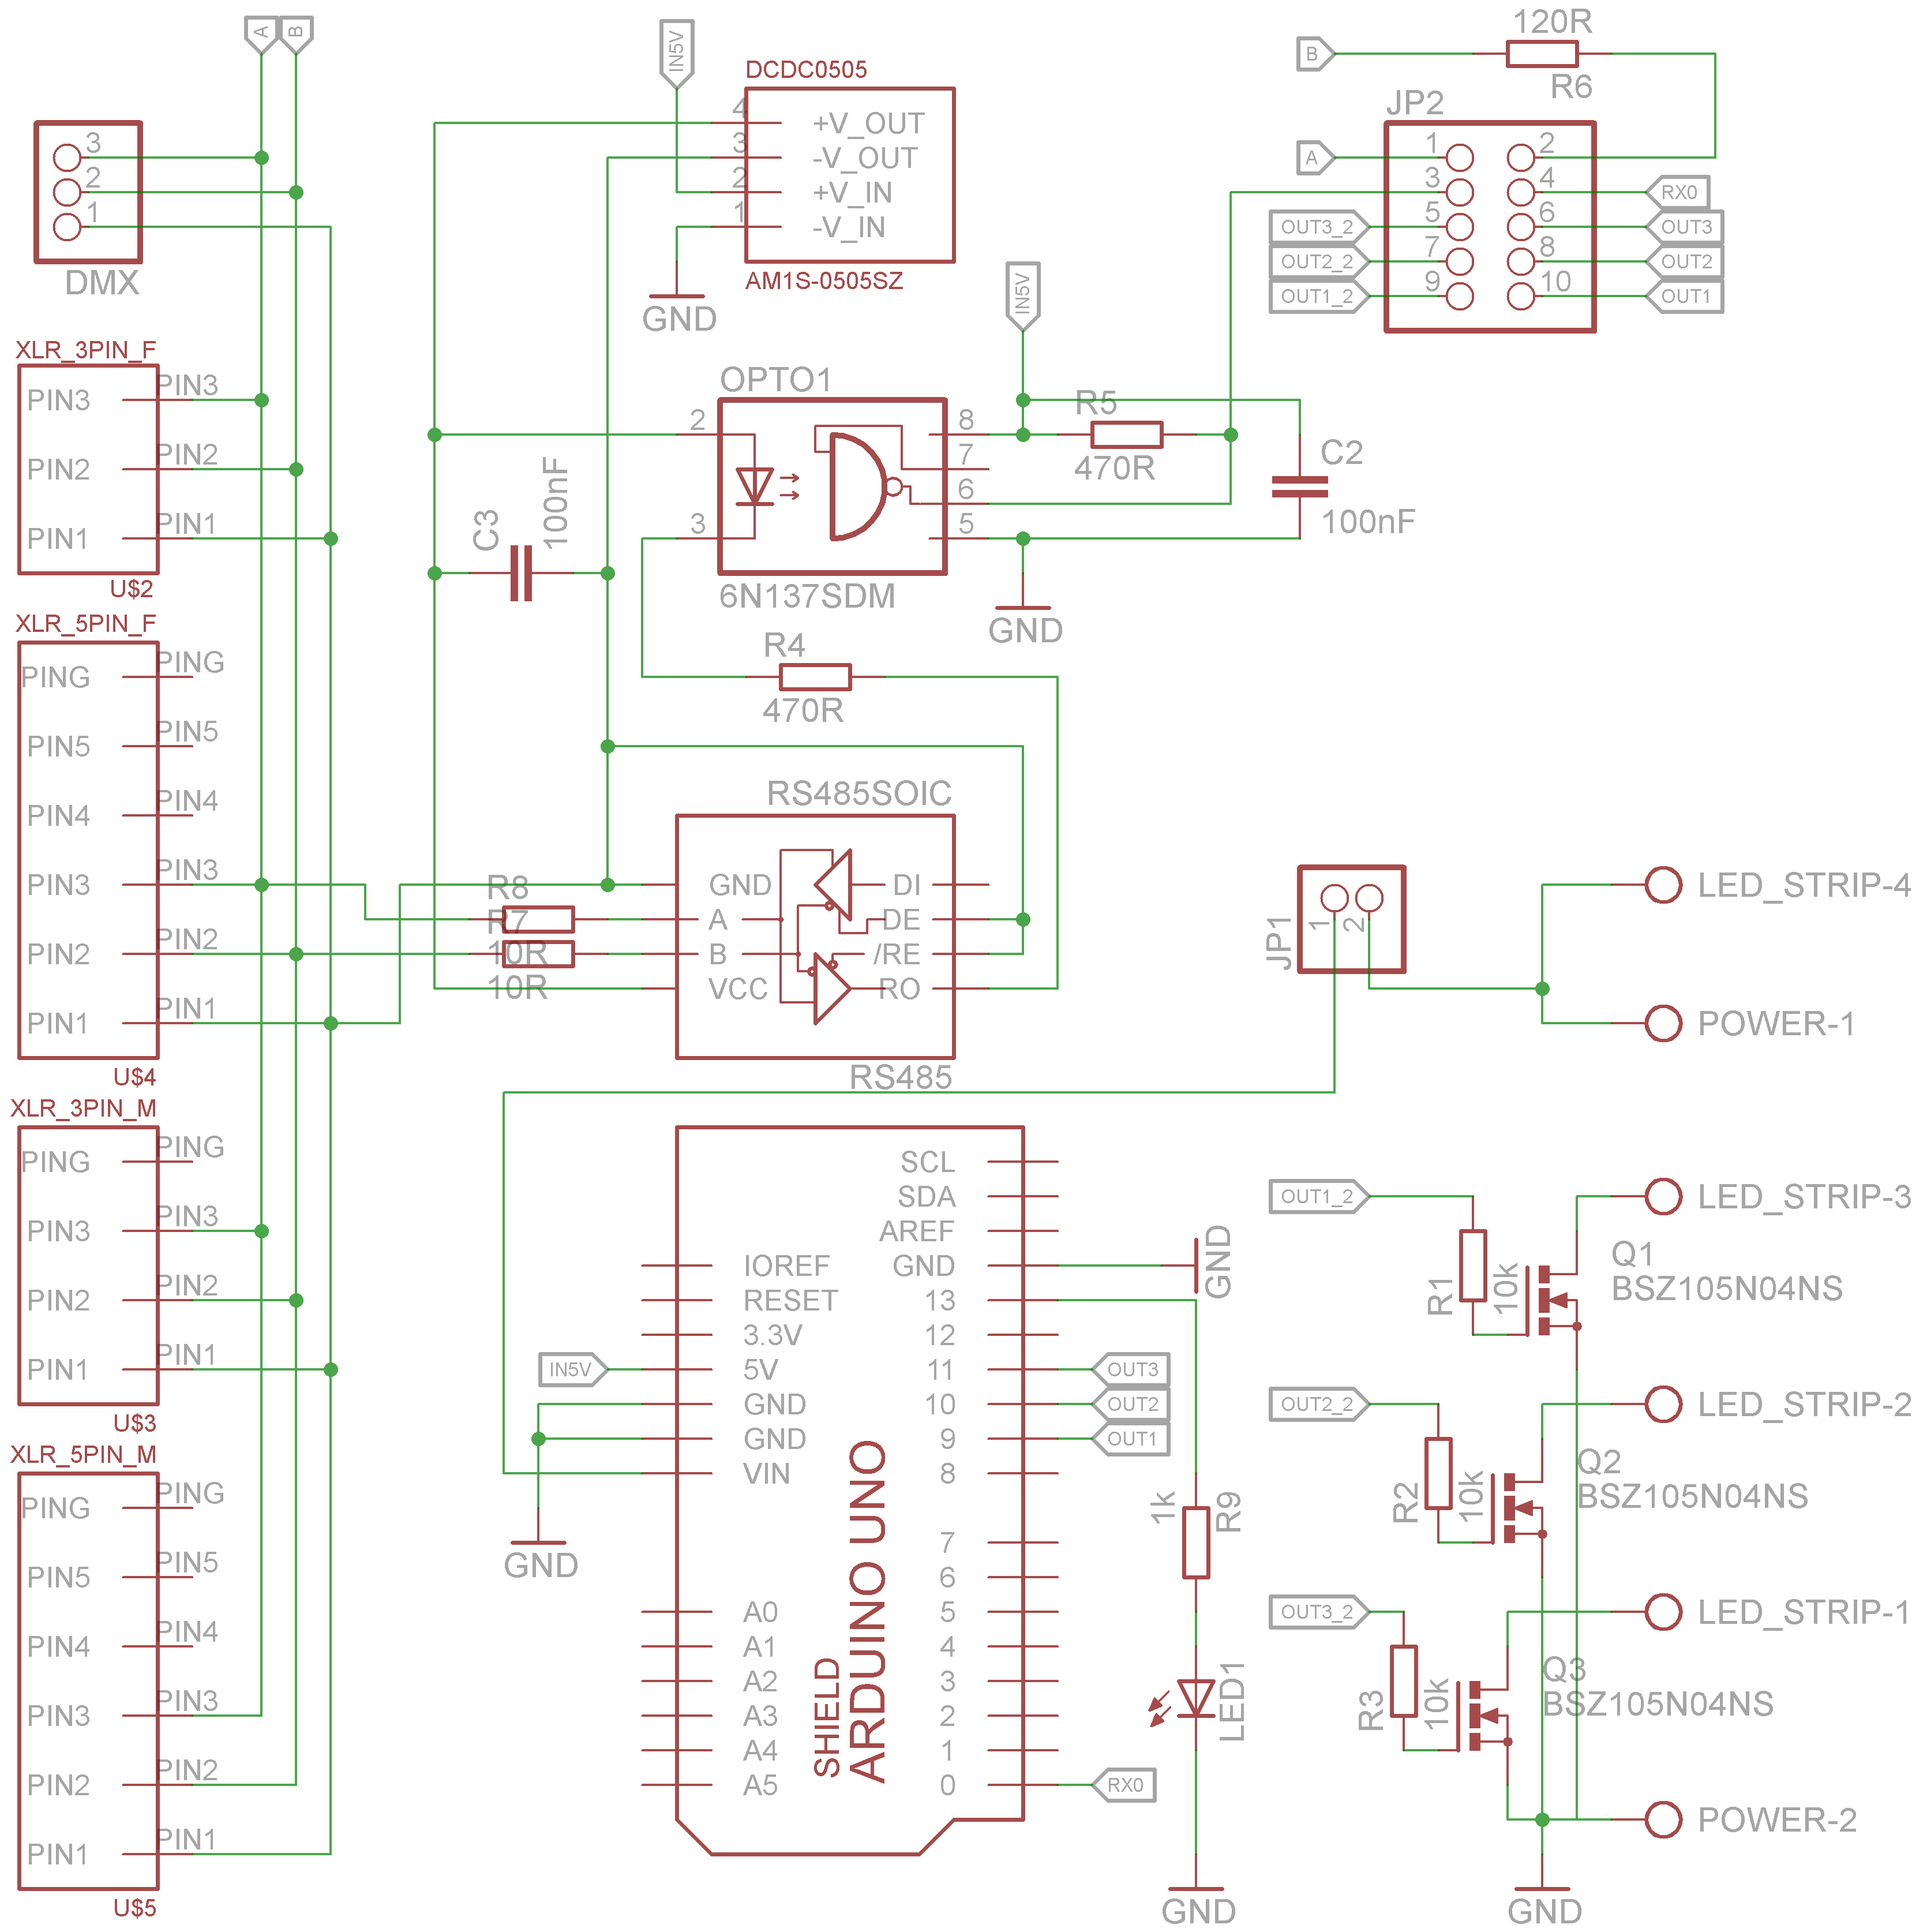 A
B
3
2
1
DMX
IN5V
DCDC0505
4
3
2
1
+V_OUT
-V_OUT
+V_IN
-V_IN
AM1S-0505SZ
GND
B
120R
R6
JP2
A
1
2
3
4
RX0
OUT3_2
5
6
OUT3
OUT2_2
7
8
OUT2
OUT1_2
9
10
OUT1
XLR_3PIN_F
PIN3
PIN3
PIN2
PIN2
PIN1
PIN1
U$2
IN5V
OPTO1
2
3
8
7
6
5
6N137SDM
R5
470R
C2
100nF
GND
C3
100nF
R4
470R
XLR_5PIN_F
PING
PING
PIN5
PIN5
PIN4
PIN4
PIN3
PIN3
PIN2
PIN2
PIN1
PIN1
U$4
R8
R7
10R
10R
RS485SOIC
GND
DI
A
DE
B
/RE
VCC
RO
RS485
JP1
1
2
LED_STRIP-4
POWER-1
XLR_3PIN_M
PING
PING
PIN3
PIN3
PIN2
PIN2
PIN1
PIN1
U$3
XLR_5PIN_M
PING
PING
PIN5
PIN5
PIN4
PIN4
PIN3
PIN3
PIN2
PIN2
PIN1
PIN1
U$5
SCL
SDA
AREF
IOREF
GND
GND
RESET
13
3.3V
12
IN5V
5V
11
OUT3
GND
10
OUT2
GND
9
OUT1
VIN
8
GND
7
6
A0
5
A1
4
A2
3
A3
2
A4
1
A5
0
RX0
SHIELD
ARDUINO UNO
1k
R9
LED1
GND
OUT1_2
LED_STRIP-3
R1
10k
Q1
BSZ105N04NS
OUT2_2
LED_STRIP-2
R2
10k
Q2
BSZ105N04NS
OUT3_2
LED_STRIP-1
R3
10k
Q3
BSZ105N04NS
POWER-2
GND